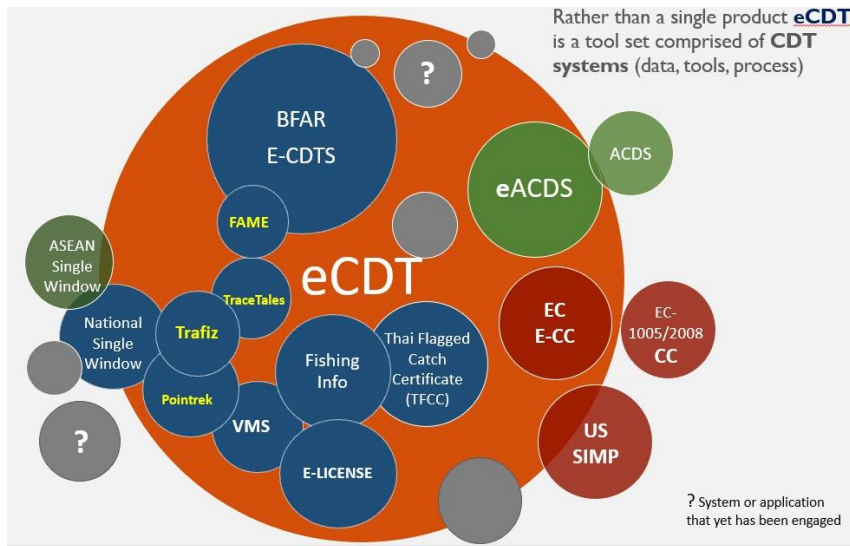 Rather than a single product eCDT
is a tool set comprised of CDT
systems (data, tools, process)
?
BFAR
E-CDTS
eACDS
ACDS
FAME
ASEAN
Single
Window
eCDT
TraceTales
National
Single
Window
Trafiz
EC
E-CC
EC-
1005/2008
CC
Fishing
Info
Thai Flagged
Catch
Certificate
(TFCC)
Pointrek
VMS
?
US
SIMP
E-LICENSE
? System or application
that yet has been engaged